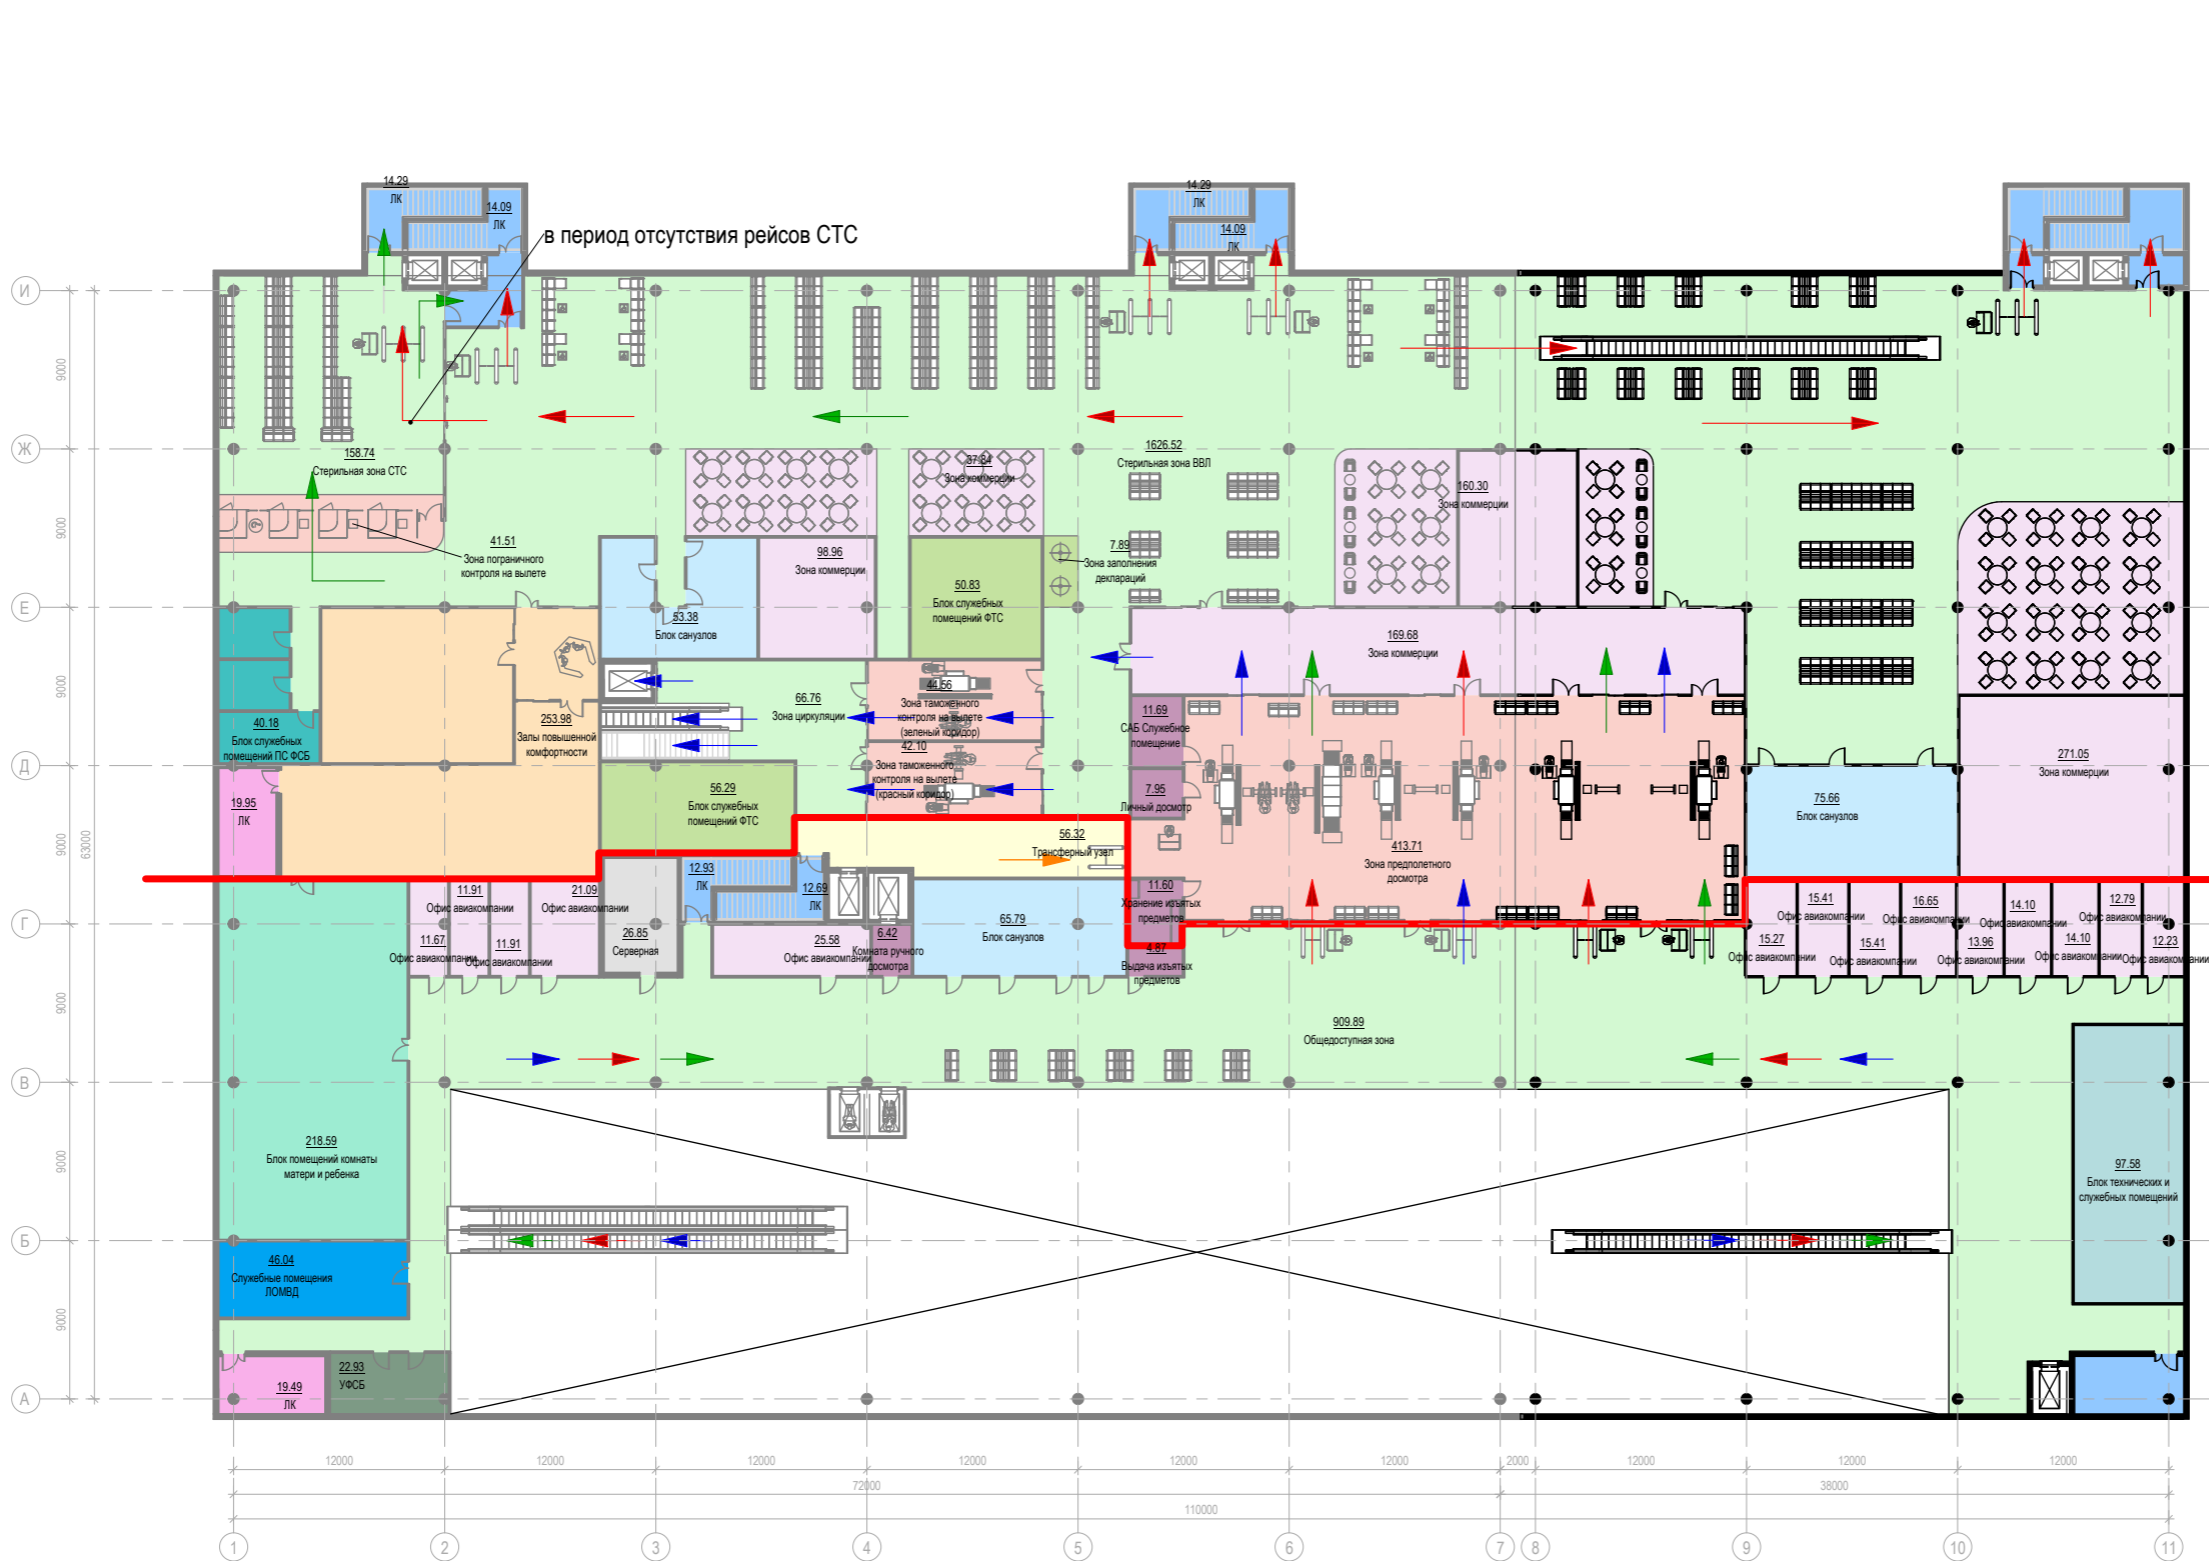 14.29
ЛК
14.09
ЛК
в период отсутствия рейсов СТС
14.29
ЛК
14.09
ЛК
И
Ж
Е
Д
Г
В
Б
А
9000
9000
9000
9000
9000
9000
9000
63000
158.74
Стерильная зона СТС
41.51
Зона пограничного
контроля на вылете
37.84
Зона коммерции
1626.52
Стерильная зона ВВЛ
160.30
Зона коммерции
98.96
Зона коммерции
50.83
Блок служебных
помещений ФТС
7.89
Зона заполнения
деклараций
53.38
Блок санузлов
169.68
Зона коммерции
40.18
Блок служебных
помещений ПС ФСБ
253.98
Залы повышенной
комфортности
66.76
Зона циркуляции
44.56
Зона таможенного
контроля на вылете
(зеленый коридор)
42.10
Зона таможенного
контроля на вылете
(красный коридор)
11.69
САБ Служебное
помещение
7.95
Личный досмотр
271.05
Зона коммерции
19.95
ЛК
56.29
Блок служебных
помещений ФТС
75.66
Блок санузлов
56.32
Трансферный узел
413.71
Зона предполетного
досмотра
12.93
ЛК
12.69
ЛК
11.60
Хранение изъятых
предметов
4.87
Выдача изъятых
предметов
11.91
Офис авиакомпании
21.09
Офис авиакомпании
11.67
Офис авиакомпании
11.91
Офис авиакомпании
26.85
Серверная
25.58
Офис авиакомпании
6.42
Комната ручного
досмотра
65.79
Блок санузлов
15.41
Офис авиакомпании
16.65
Офис авиакомпании
14.10
Офис авиакомпании
12.79
Офис авиакомпании
15.27
Офис авиакомпании
15.41
Офис авиакомпании
13.96
Офис авиакомпании
14.10
Офис авиакомпании
12.23
Офис авиакомпании
909.89
Общедоступная зона
218.59
Блок помещений комнаты
матери и ребенка
97.58
Блок технических и
служебных помещений
46.04
Служебные помещения
ЛОМВД
19.49
ЛК
22.93
УФСБ
12000
12000
12000
12000
12000
12000
2000
12000
12000
12000
72000
38000
110000
1
2
3
4
5
6
7
8
9
10
11